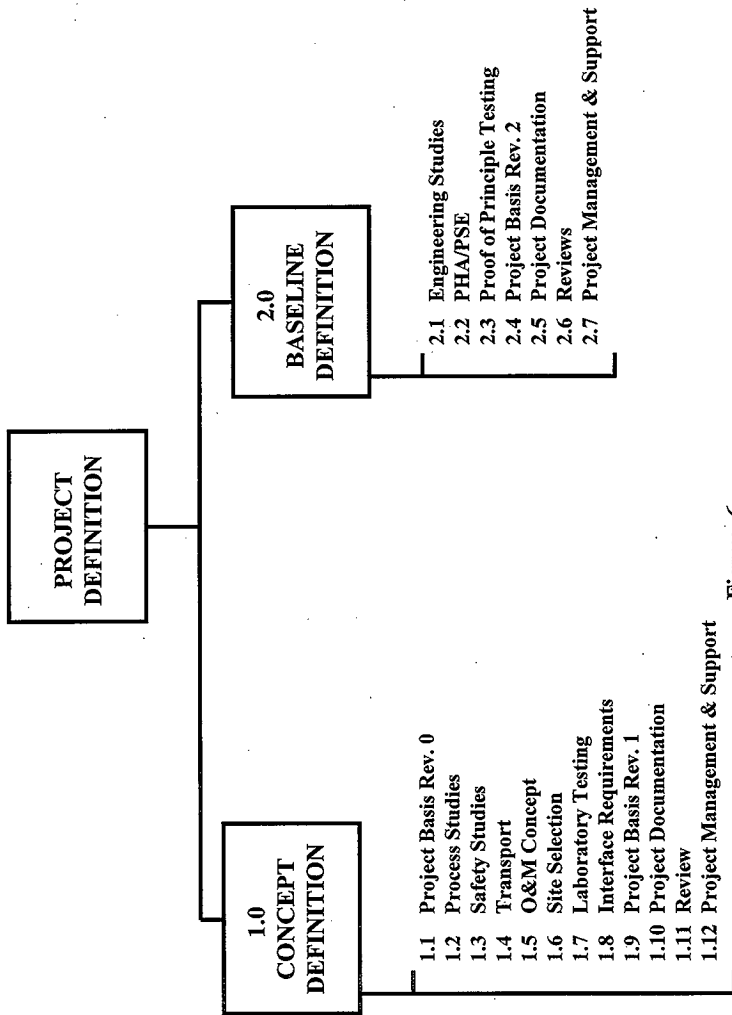 PROJECT
DEFINITION
1.0
CONCEPT
DEFINITION
1.1 Project Basis Rev. 0
1.2 Process Studies
1.3 Safety Studies
1.4 Transport
1.5 O&M Concept
1.6 Site Selection
1.7 Laboratory Testing
1.8 Interface Requirements
1.9 Project Basis Rev. 1
1.10 Project Documentation
1.11 Review
1.12 Project Management & Support
2.0
BASELINE
DEFINITION
2.1 Engineering Studies
2.2 PHA/PSE
2.3 Proof of Principle Testing
2.4 Project Basis Rev. 2
2.5 Project Documentation
2.6 Reviews
2.7 Project Management & Support